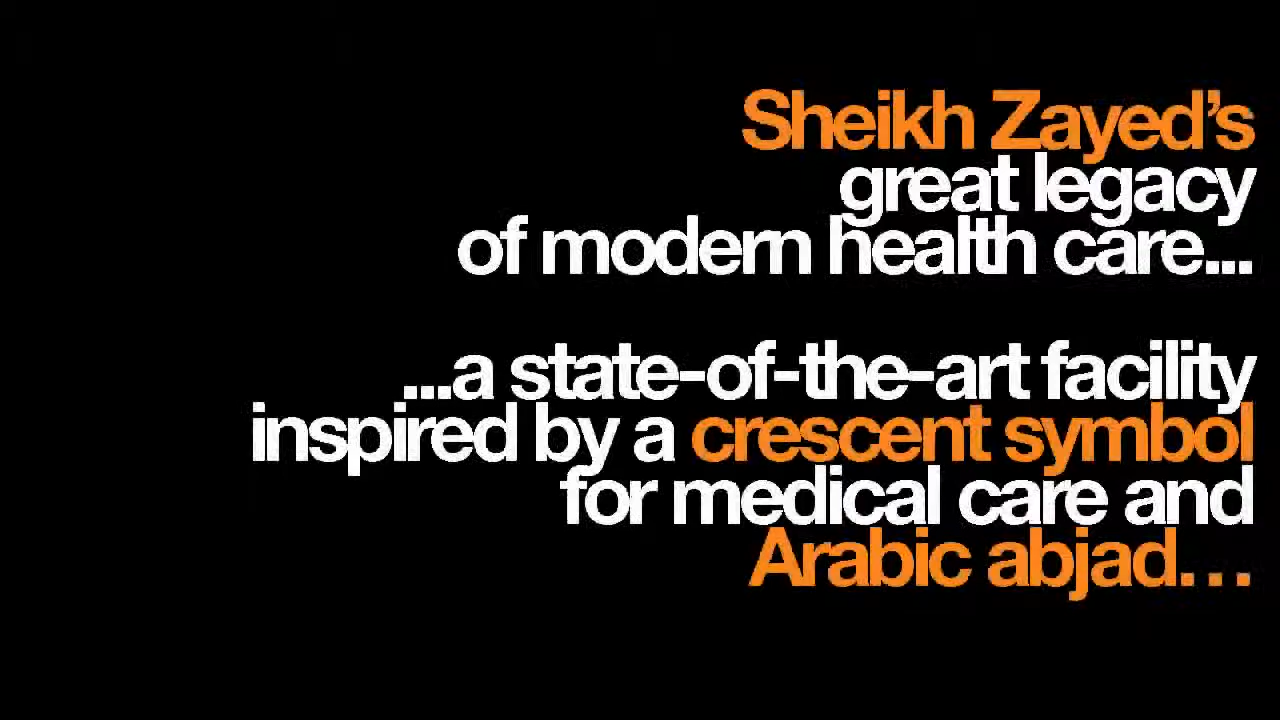 Sheikh Zayed’s
great legacy
of modern health care...
...a state-of-the-art facility
inspired by a crescent symbol
for medical care and
Arabic abjad…